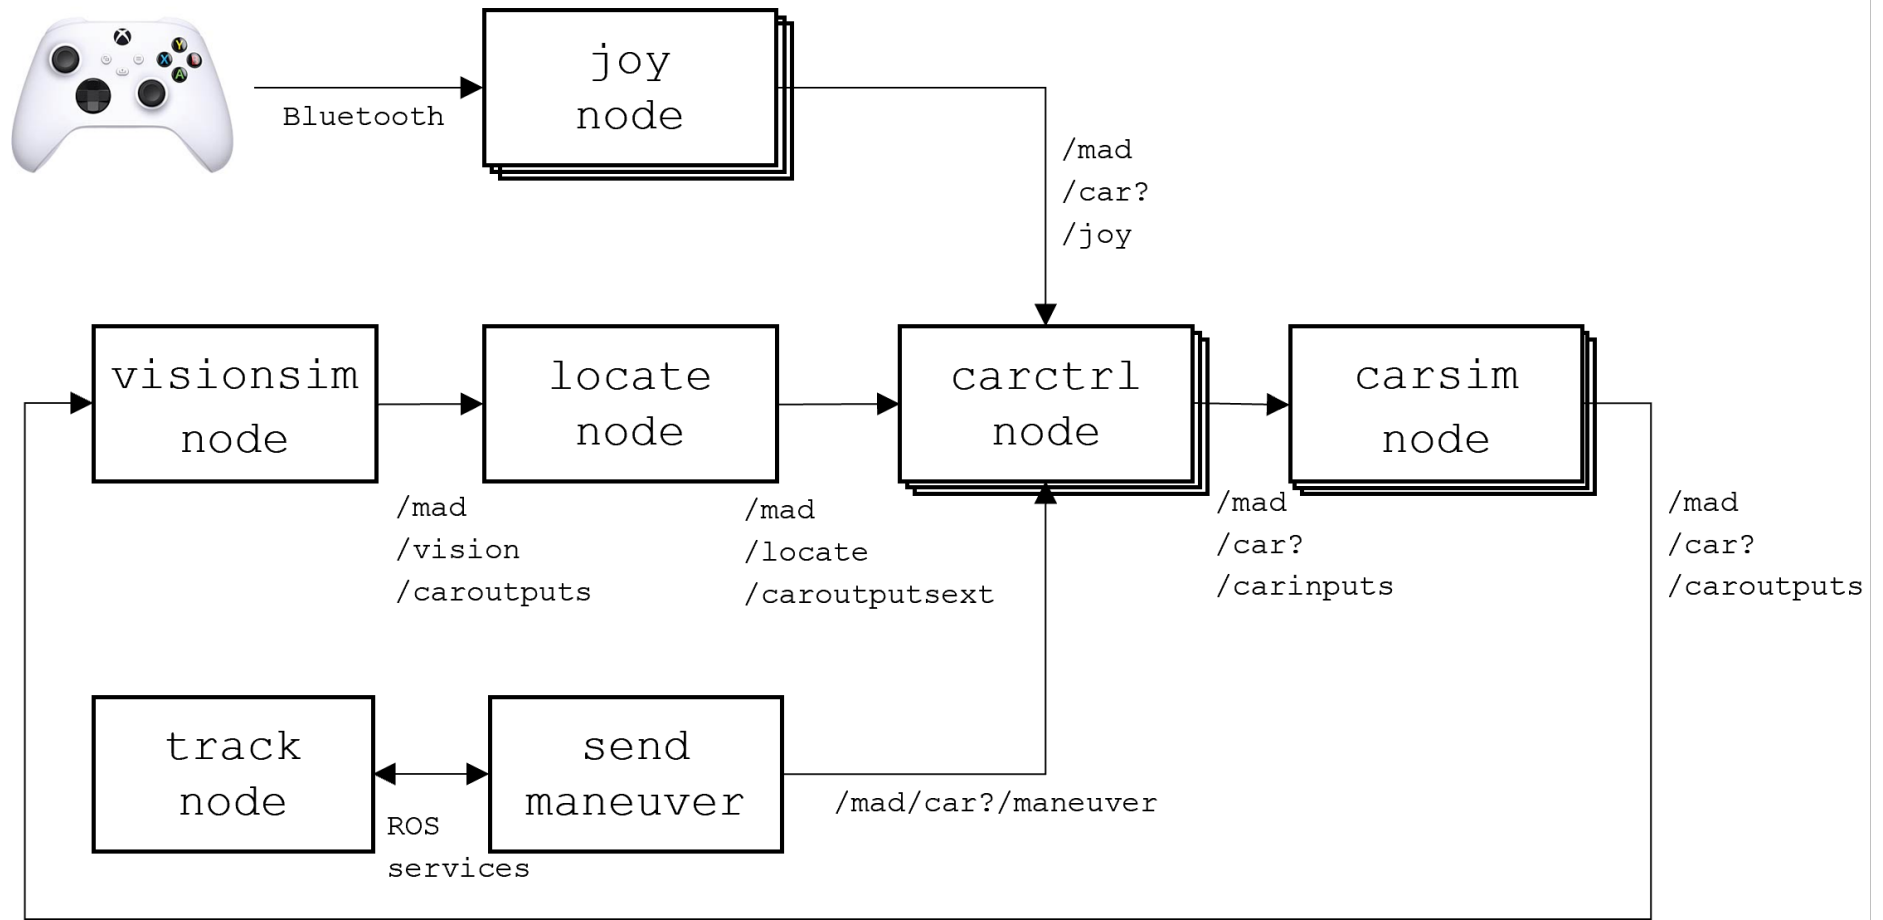 joy
node
Bluetooth
/mad
/car?
/joy
visionsim
node
locate
node
carctrl
node
carsim
node
/mad
/vision
/caroutputs
/mad
/locate
/caroutputsext
/mad
/car?
/carinputs
/mad
/car?
/caroutputs
track
node
ROS
services
send
maneuver
/mad/car?/maneuver
Y
X
A